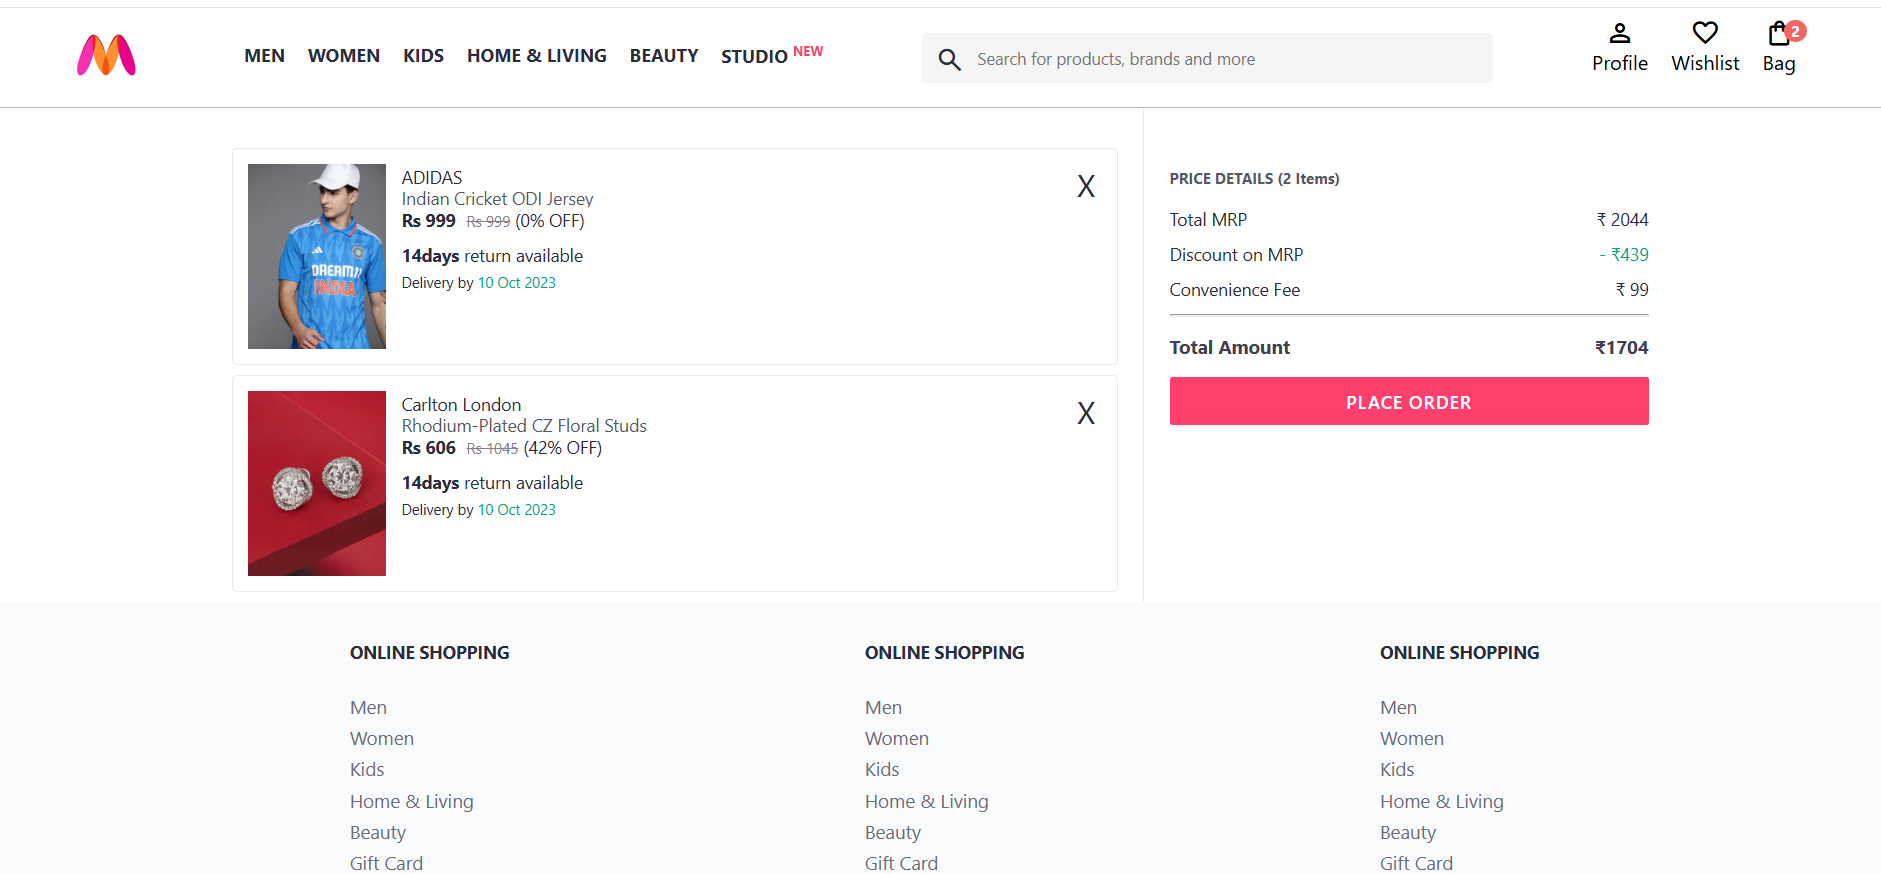 MEN WOMEN KIDS HOME & LIVING BEAUTY STUDIO NEW
Search for products, brands and more
Profile Wishlist Bag 2
ADIDAS
Indian Cricket ODI Jersey
Rs 999 Rs 999 (0% OFF)
14days return available
Delivery by 10 Oct 2023
X
DREAM11
INDIA
Carlton London
Rhodium-Plated CZ Floral Studs
Rs 606 Rs 1045 (42% OFF)
14days return available
Delivery by 10 Oct 2023
X
PRICE DETAILS (2 Items)
Total MRP ₹ 2044
Discount on MRP - ₹439
Convenience Fee ₹ 99
Total Amount ₹1704
PLACE ORDER
ONLINE SHOPPING
Men
Women
Kids
Home & Living
Beauty
Gift Card
ONLINE SHOPPING
Men
Women
Kids
Home & Living
Beauty
Gift Card
ONLINE SHOPPING
Men
Women
Kids
Home & Living
Beauty
Gift Card